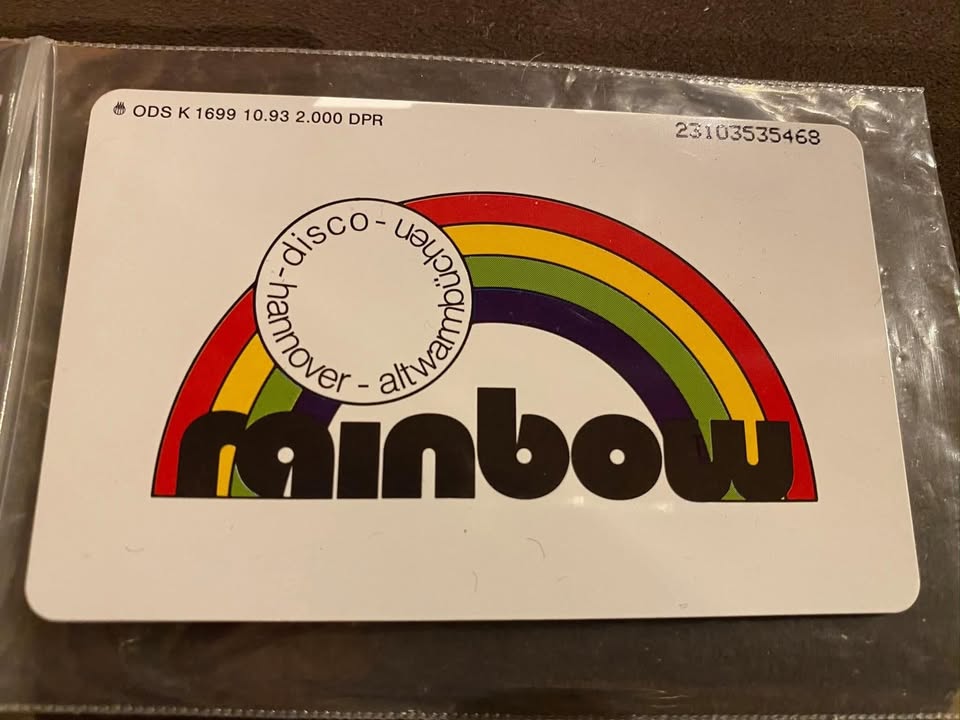 ODS K 1699 10.93 2.000 DPR
23103535468
disco - hannover - altwarmbüchen -
rainbow